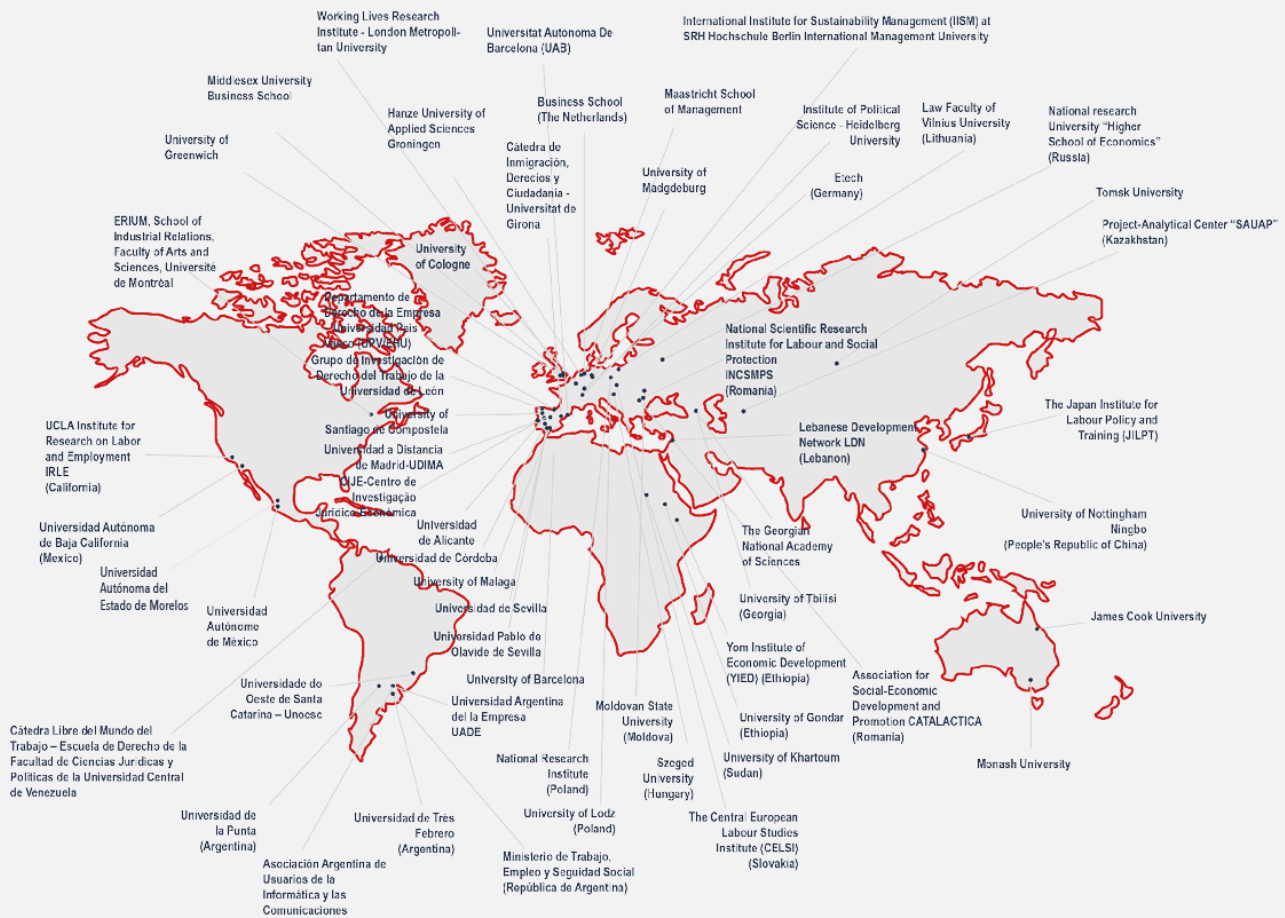 Working Lives Research
Institute - London Metropoli-
tan University
Universitat Autònoma De
Barcelona (UAB)
International Institute for Sustainability Management (IISM) at
SRH Hochschule Berlin International Management University
Middlesex University
Business School
Hanze University of
Applied Sciences
Groningen
Business School
(The Netherlands)
Maastricht School
of Management
Institute of Political
Science - Heidelberg
University
Law Faculty of
Vilnius University
(Lithuania)
National research
University “Higher
School of Economics”
(Russia)
University of
Greenwich
Cátedra de
Inmigración,
Derecios y
Ciudadania -
Universitat de
Girona
University of
Madgdeburg
Etech
(Germany)
Tomsk University
Project-Analytical Center “SAUAP”
(Kazakhstan)
ERIUM, School of
Industrial Relations,
Faculty of Arts and
Sciences, Université
de Montréal
University
of Cologne
Departamento de
Derecho de la Empresa
Universidad Pais
Vasco (UPV/EHU)
Grupo de Investigación de
Derecho del Trabajo de la
Universidad de León
University of
Santiago de Compostela
Universidad a Distancia
de Madrid-UDIMA
CIJE-Centro de
Investigação
Jurídico-Económica
National Scientific Research
Institute for Labour and Social
Protection
INCSMPS
(Romania)
Lebanese Development
Network LDN
(Lebanon)
The Japan Institute for
Labour Policy and
Training (JILPT)
UCLA Institute for
Research on Labor
and Employment
IRLE
(California)
Universidad Autónoma
de Baja California
(Mexico)
Universidad
Autónoma del
Estado de Morelos
Universidad
Autónome
de México
Universidad
de Alicante
Universidad de Córdoba
University of Malaga
Universidad de Sevilla
Universidad Pablo de
Olavide de Sevilla
University of Barcelona
The Georgian
National Academy
of Sciences
University of Tbilisi
(Georgia)
Yom Institute of
Economic Development
(YIED) (Ethiopia)
University of Gondar
(Ethiopia)
University of Khartoum
(Sudan)
University of Nottingham
Ningbo
(People's Republic of China)
James Cook University
Association for
Social-Economic
Development and
Promotion CATALACTICA
(Romania)
Monash University
Universidade do
Oeste de Santa
Catarina – Unoesc
Universidad Argentina
del la Empresa
UADE
Moldovan State
University
(Moldova)
Cátedra Libre del Mundo del
Trabajo – Escuela de Derecho de la
Facultad de Ciencias Jurídicas y
Políticas de la Universidad Central
de Venezuela
National Research
Institute
(Poland)
Szeged
University
(Hungary)
University of Lodz
(Poland)
The Central European
Labour Studies
Institute (CELSI)
(Slovakia)
Universidad de
la Punta
(Argentina)
Universidad de Três
Febrero
(Argentina)
Asociación Argentina de
Usuarios de la
Informática y las
Comunicaciones
Ministerio de Trabajo,
Empleo y Seguidad Social
(República de Argentina)